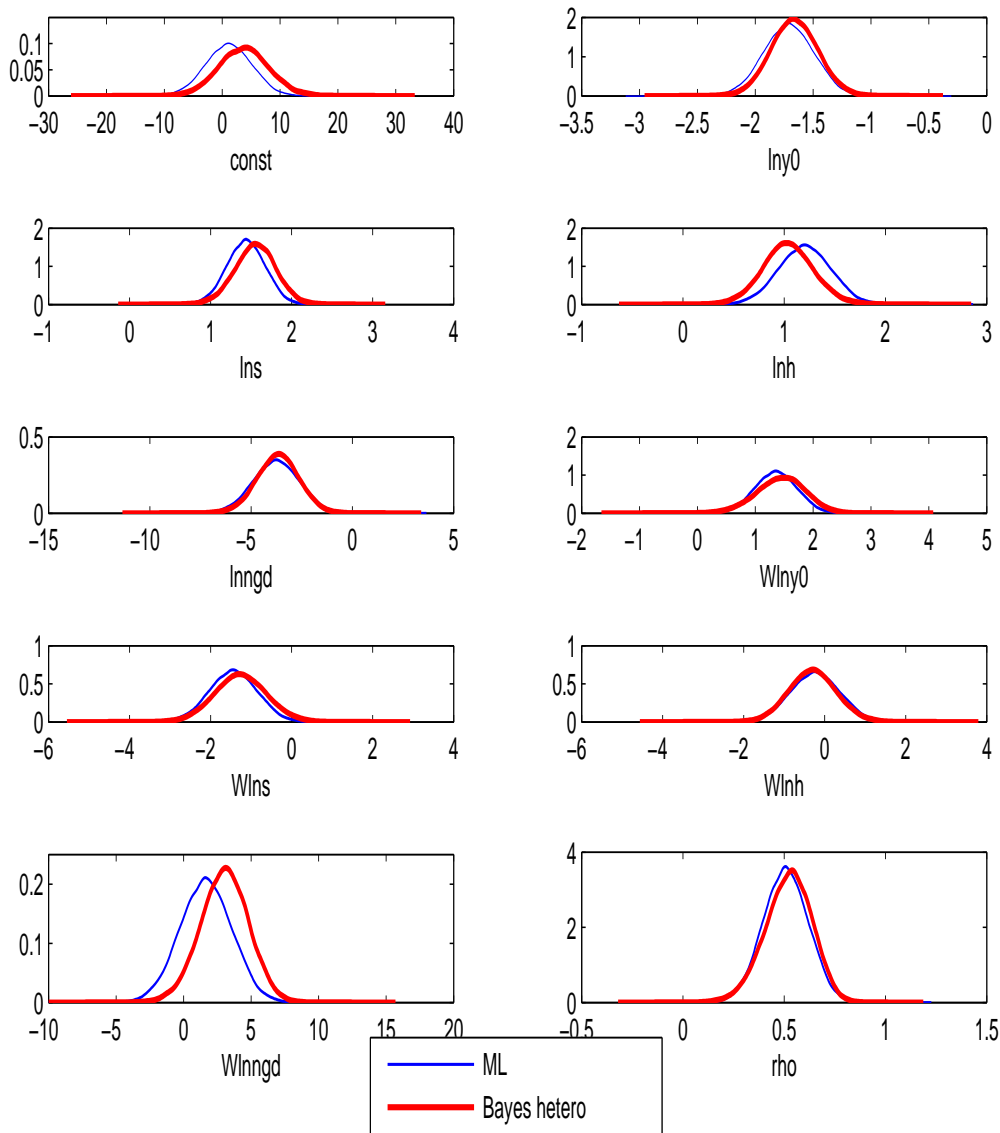 0.1
0.05
0
−30 −20 −10 0 10 20 30 40
const
2
1
0
−3.5 −3 −2.5 −2 −1.5 −1 −0.5 0
lny0
2
1
0
−1 0 1 2 3 4
lns
2
1
0
−1 0 1 2 3
lnh
0.5
0
−15 −10 −5 0 5
lnngd
2
1
0
−2 −1 0 1 2 3 4 5
Wlny0
1
0.5
0
−6 −4 −2 0 2 4
Wlns
1
0.5
0
−6 −4 −2 0 2 4
Wlnh
0.2
0.1
0
−10 −5 0 5 10 15 20
Wlnngd
4
2
0
−0.5 0 0.5 1 1.5
rho
ML
Bayes hetero